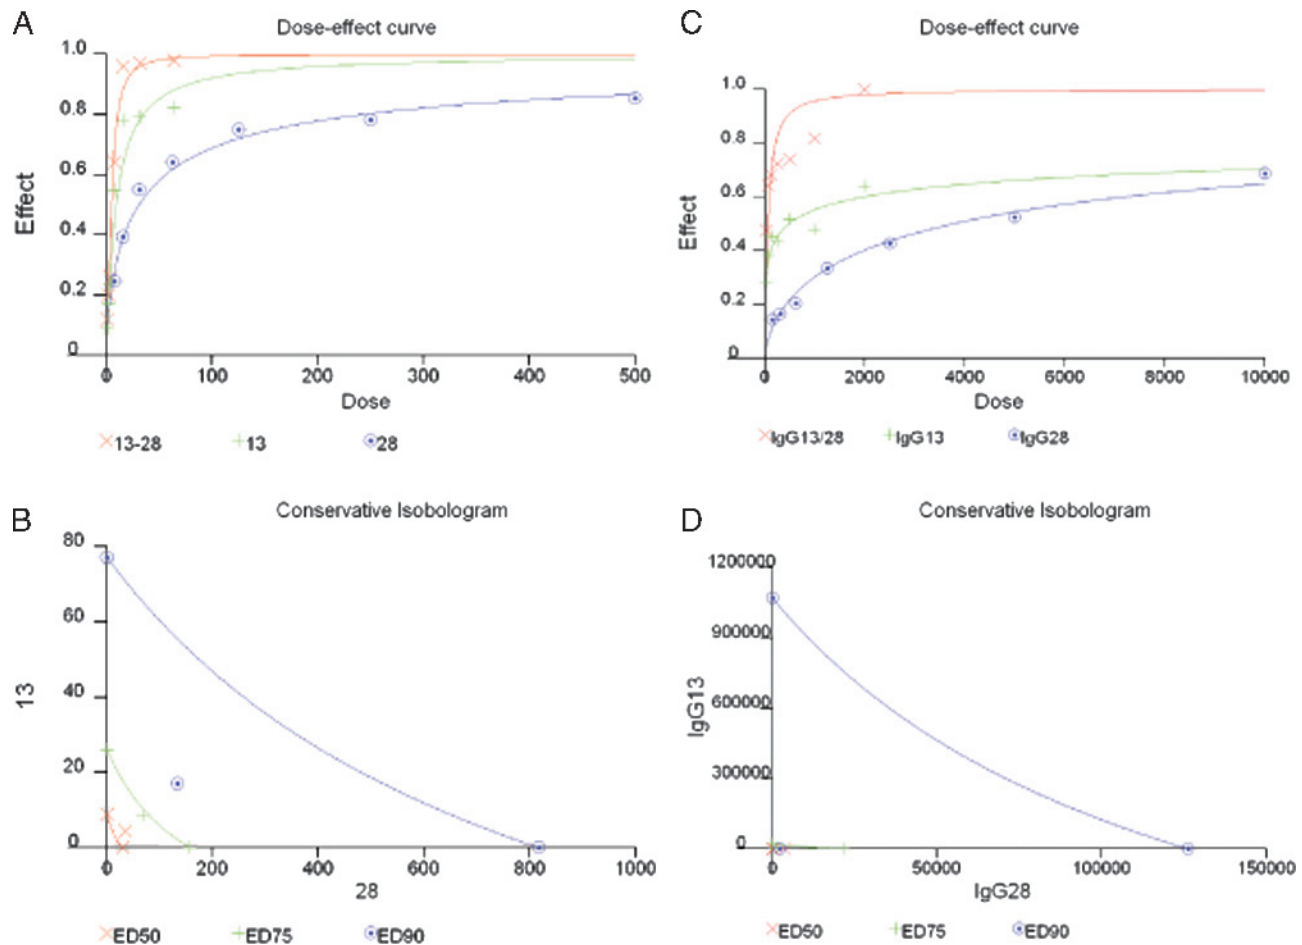 A
Dose-effect curve
1.0
0.8
0.6
0.4
0.2
0
Effect
0 100 200 300 400 500
Dose
13-28 13 28
C
Dose-effect curve
1.0
0.8
0.6
0.4
0.2
0
Effect
0 2000 4000 6000 8000 10000
Dose
IgG13/28 IgG13 IgG28
B
Conservative Isobologram
80
60
40
20
0
13
0 200 400 600 800 1000
28
ED50 ED75 ED90
D
Conservative Isobologram
1200000
900000
600000
300000
0
IgG13
0 50000 100000 150000
IgG28
ED50 ED75 ED90